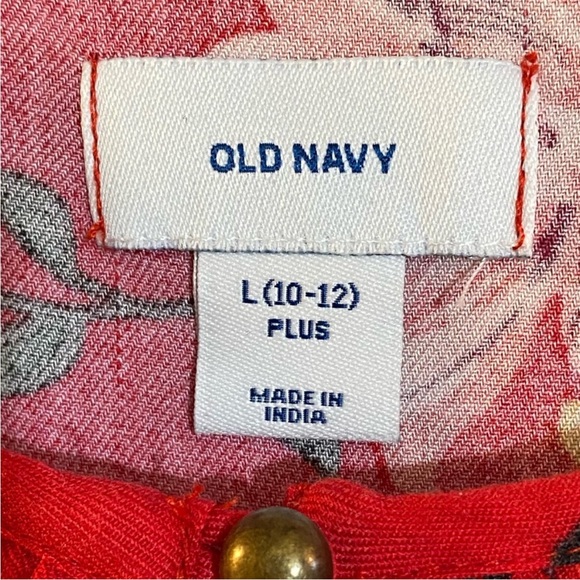 OLD NAVY
L (10-12)
PLUS
MADE IN
INDIA